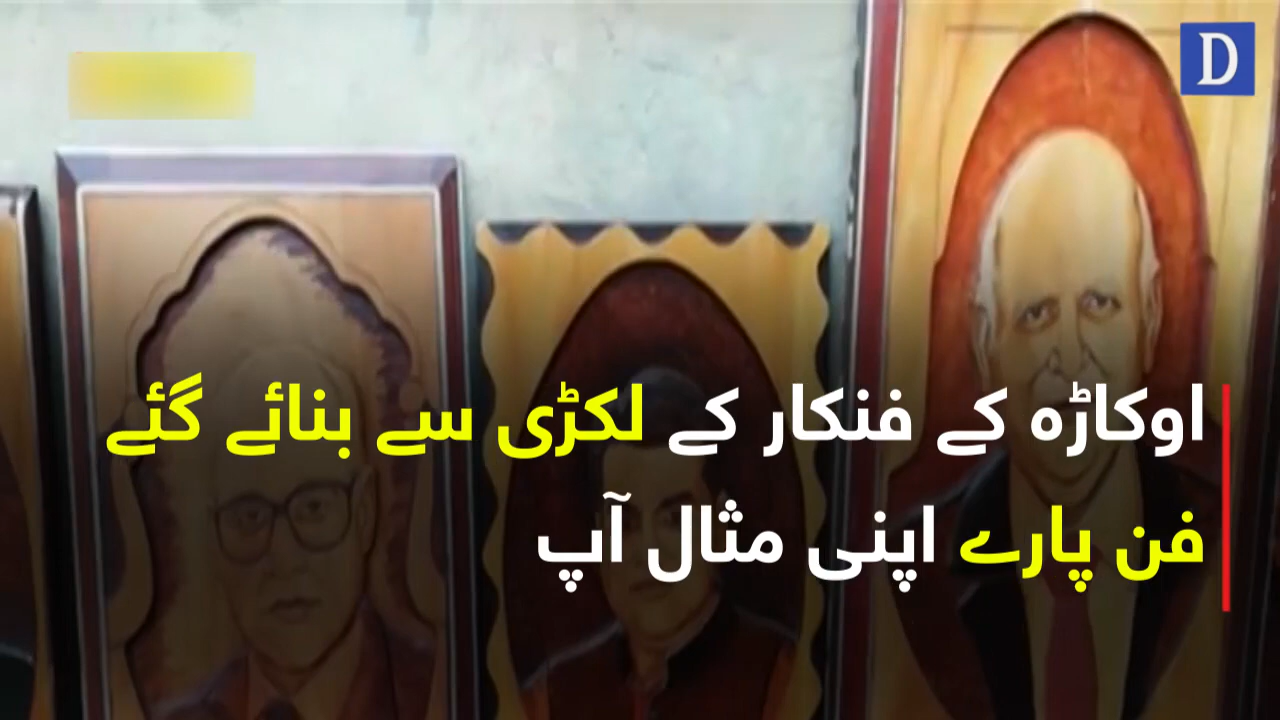 D
اوکاڑہ کے فنکار کے لکڑی سے بنائے گئے
فن پارے اپنی مثال آپ